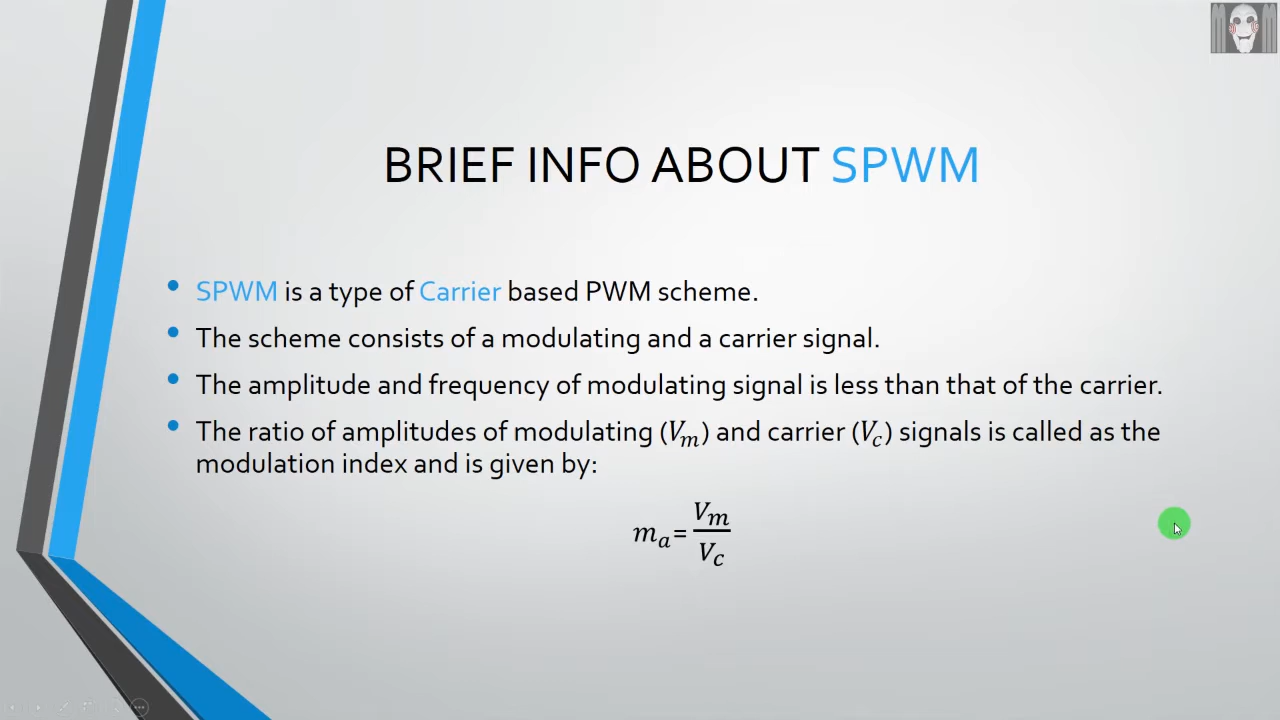 BRIEF INFO ABOUT SPWM
• SPWM is a type of Carrier based PWM scheme.
• The scheme consists of a modulating and a carrier signal.
• The amplitude and frequency of modulating signal is less than that of the carrier.
• The ratio of amplitudes of modulating (Vₘ) and carrier (V_c) signals is called as the
modulation index and is given by:
mₐ= Vₘ / V_c